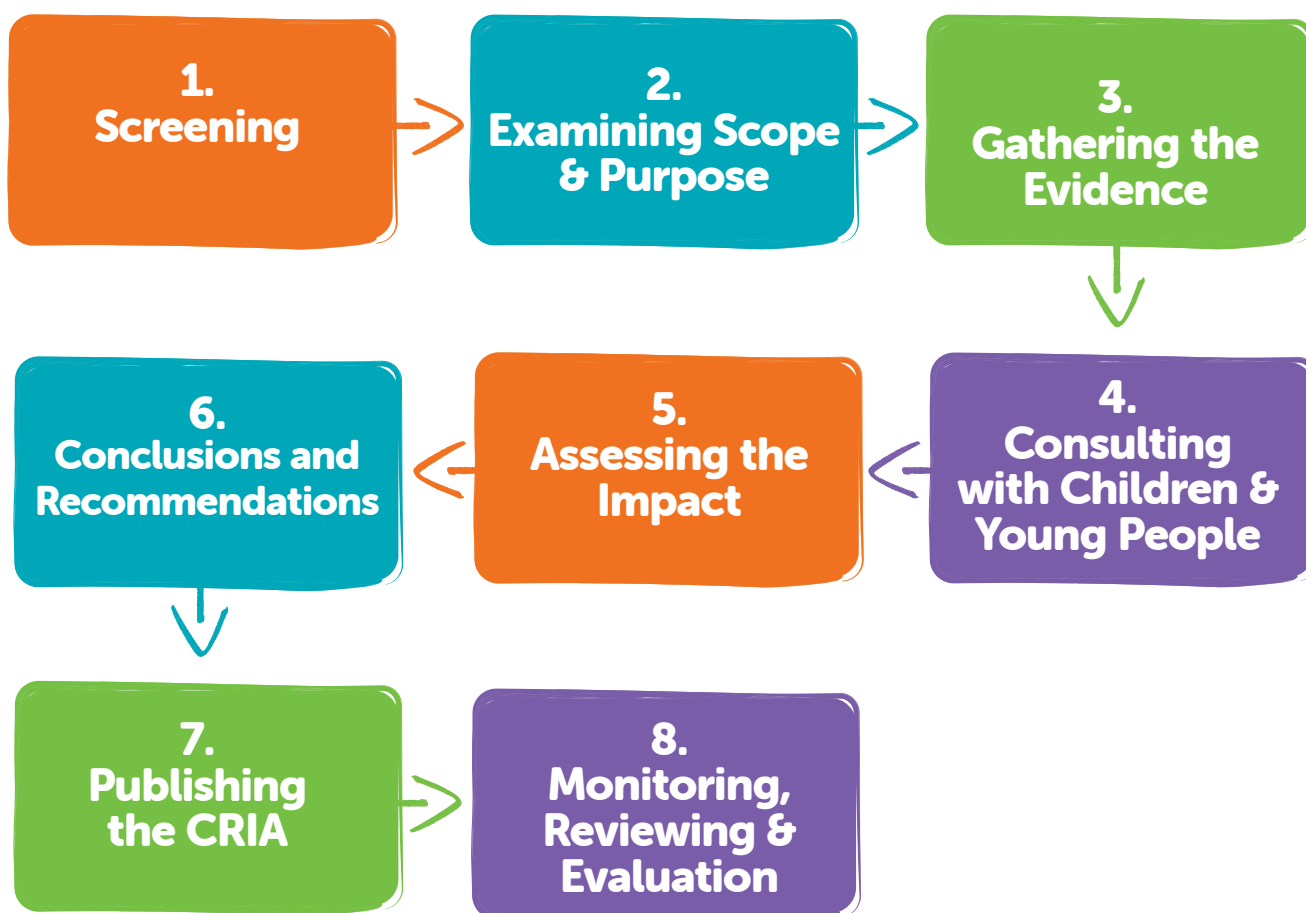 1.
Screening
2.
Examining Scope
& Purpose
3.
Gathering the
Evidence
4.
Consulting
with Children &
Young People
5.
Assessing the
Impact
6.
Conclusions and
Recommendations
7.
Publishing
the CRIA
8.
Monitoring,
Reviewing &
Evaluation